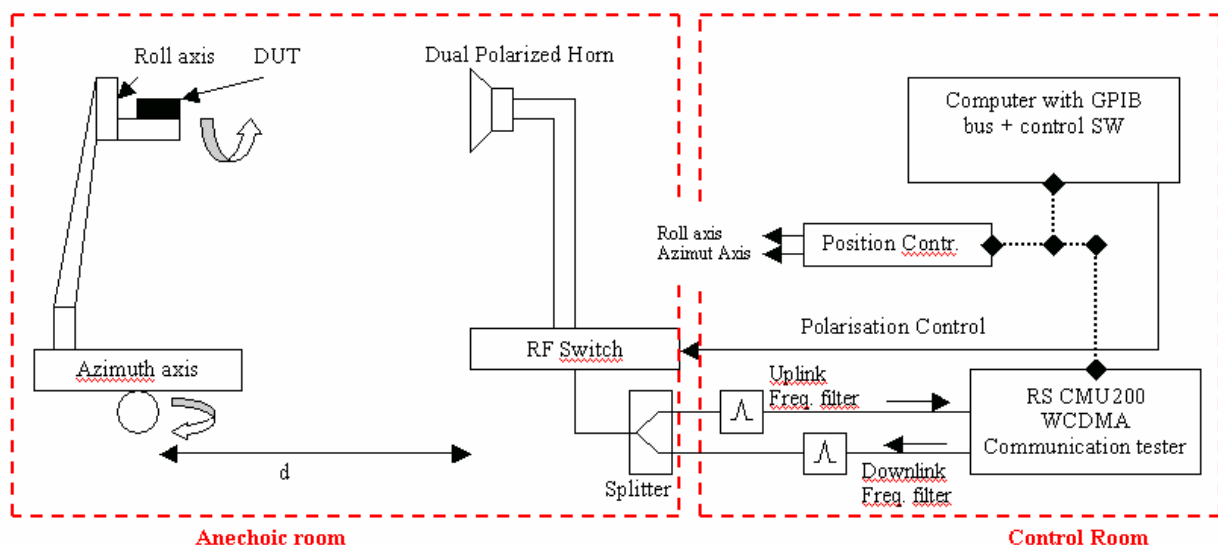 Roll axis
DUT
Dual Polarized Horn
Computer with GPIB
bus + control SW
Roll axis
Azimut Axis
Position Contr.
Polarisation Control
RF Switch
Azimuth axis
Uplink
Freq. filter
RS CMU200
WCDMA
Communication tester
d
Splitter
Downlink
Freq. filter
Anechoic room
Control Room